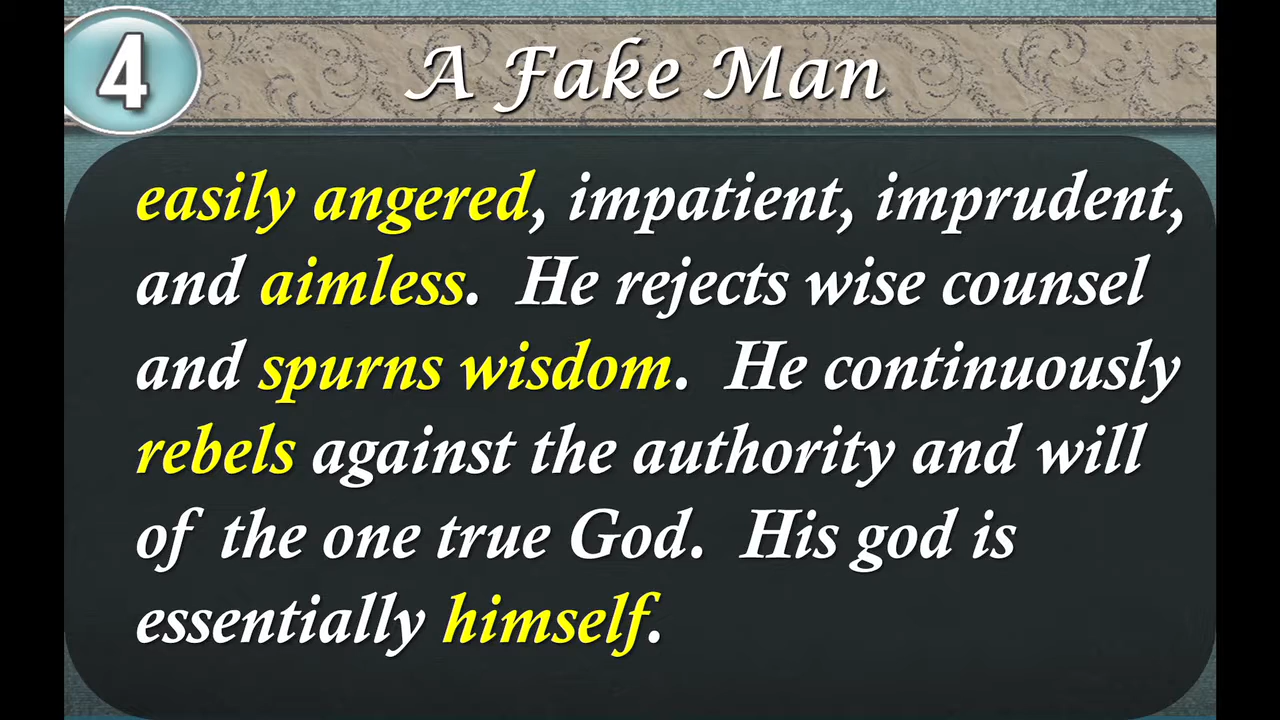 4
A Fake Man
easily angered, impatient, imprudent,
and aimless. He rejects wise counsel
and spurns wisdom. He continuously
rebels against the authority and will
of the one true God. His god is
essentially himself.